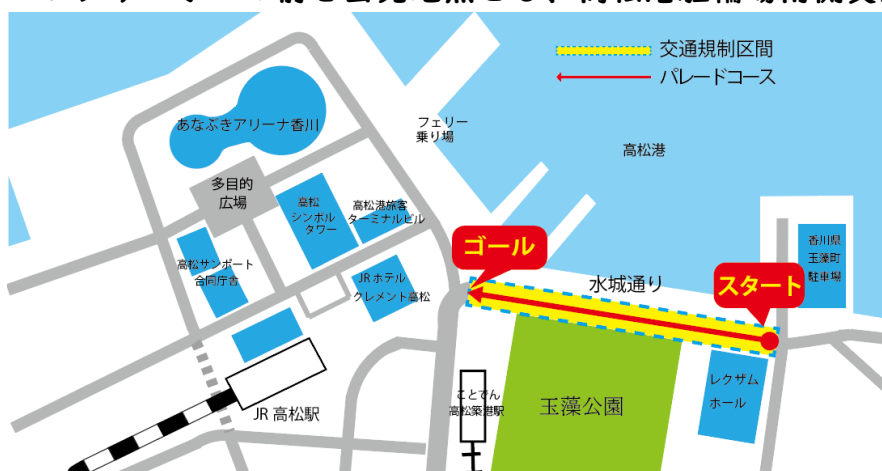 交通規制区間
パレードコース
あなぶきアリーナ香川
フェリー
乗り場
高松港
多目的
広場
高松
シンボル
タワー
高松港旅客
ターミナルビル
ゴール
水城通り
スタート
香川県
玉藻町
駐車場
高松サンポート
合同庁舎
JRホテル
クレメント高松
レクザム
ホール
ことでん
高松築港駅
玉藻公園
JR 高松駅